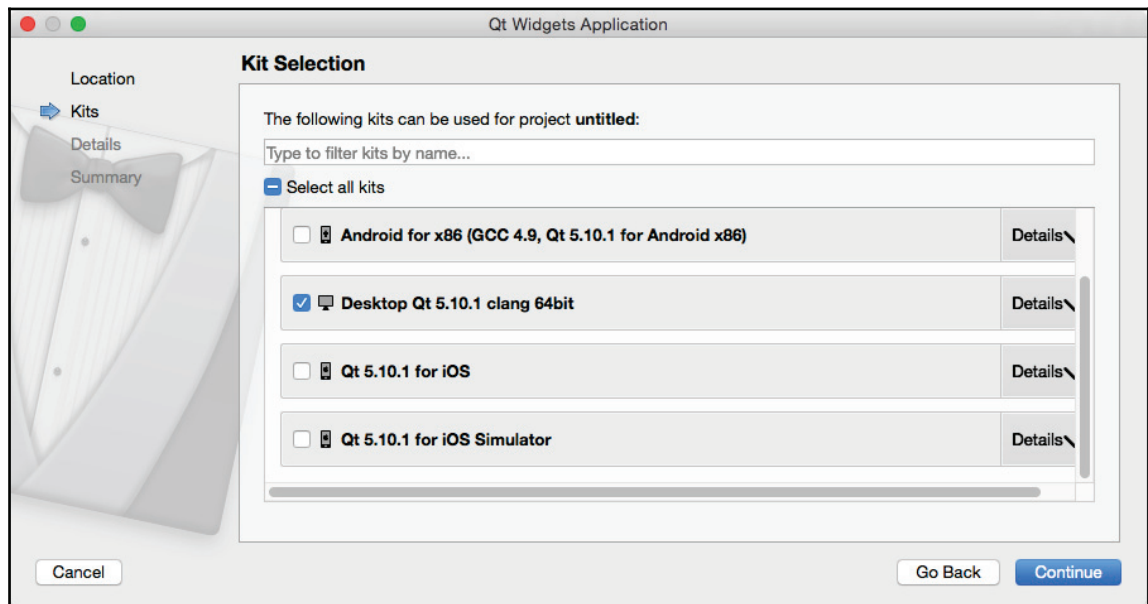 Qt Widgets Application
Location
Kits
Details
Summary
Kit Selection
The following kits can be used for project untitled:
Type to filter kits by name...
Select all kits
Android for x86 (GCC 4.9, Qt 5.10.1 for Android x86) Details
Desktop Qt 5.10.1 clang 64bit Details
Qt 5.10.1 for iOS Details
Qt 5.10.1 for iOS Simulator Details
Cancel Go Back Continue